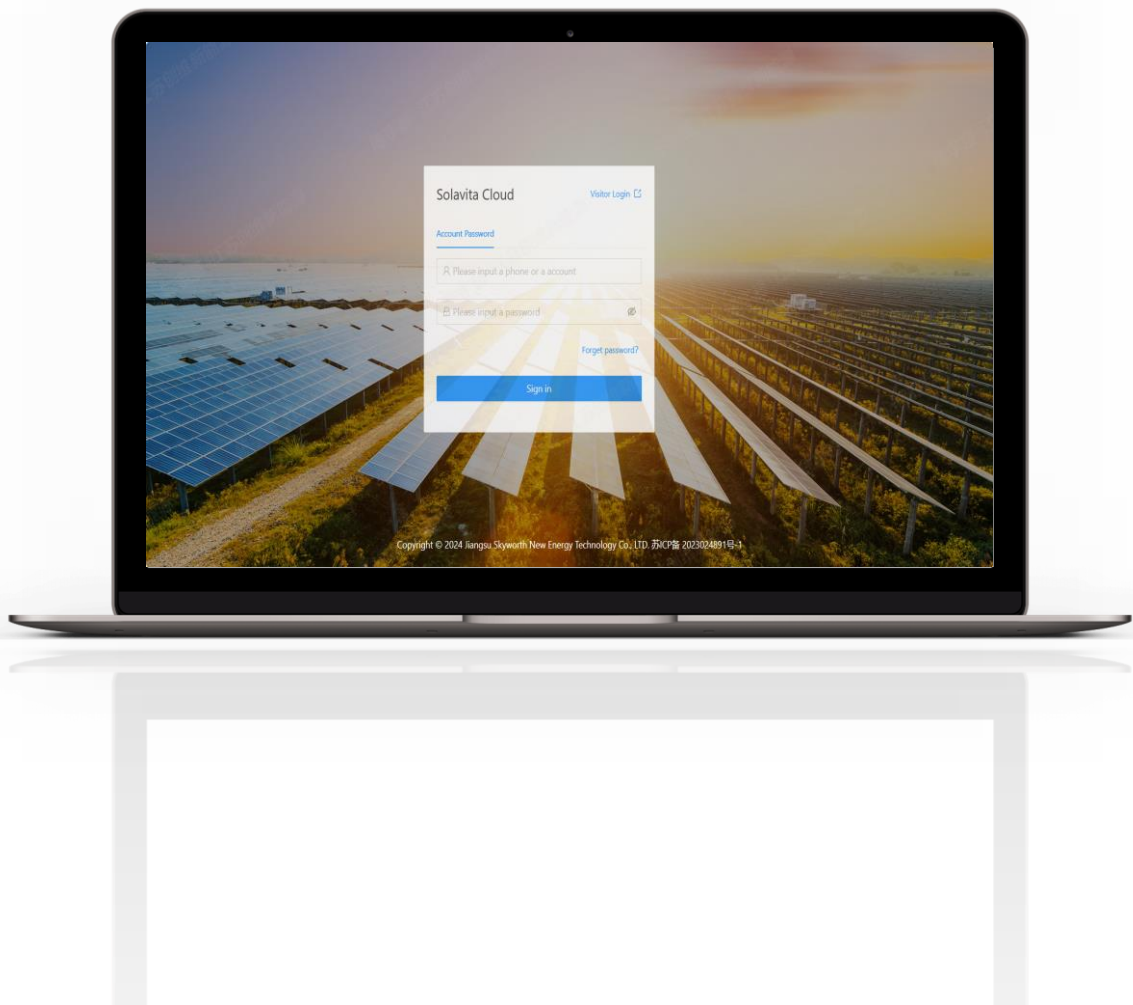 Solavita Cloud
Visitor Login
Account Password
Please input a phone or a account
Please input a password
Forget password?
Sign in
Copyright © 2024 Jiangsu Skyworth New Energy Technology Co., LTD. 苏ICP备 2023024891号-1